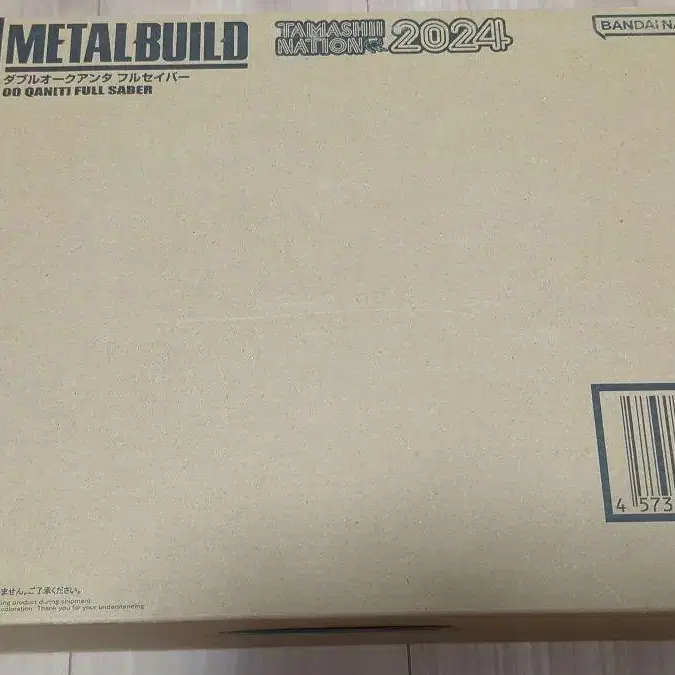 METALBUILD
TAMASHII
NATION 2024
BANDAI NA
ダブルオークアンタ フルセイバー
OO QAN[T] FULL SABER
4 573
ません。ご了承ください。
ing product during shipment.
coloration. Thank you for your understanding